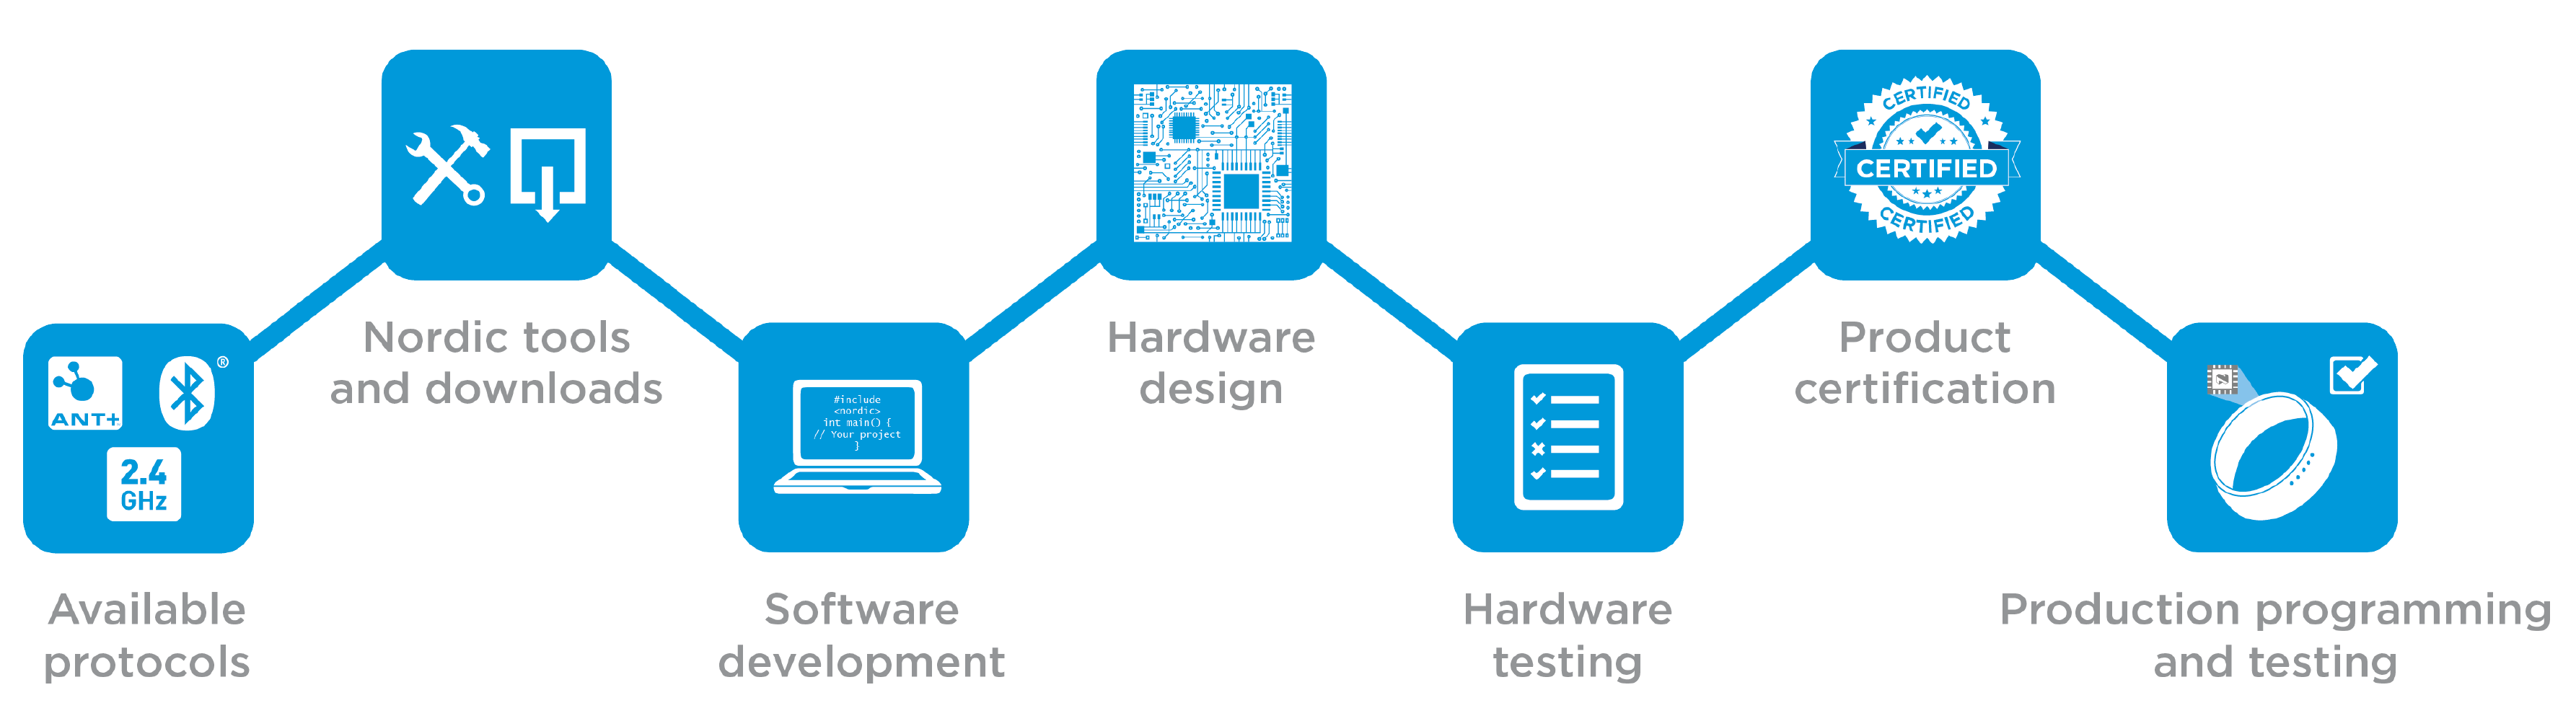 ANT+
®
2.4
GHz
Available
protocols
Nordic tools
and downloads
#include
<nordic>
int main() {
// Your project
}
Software
development
Hardware
design
Hardware
testing
CERTIFIED
CERTIFIED
CERTIFIED
Product
certification
Production programming
and testing